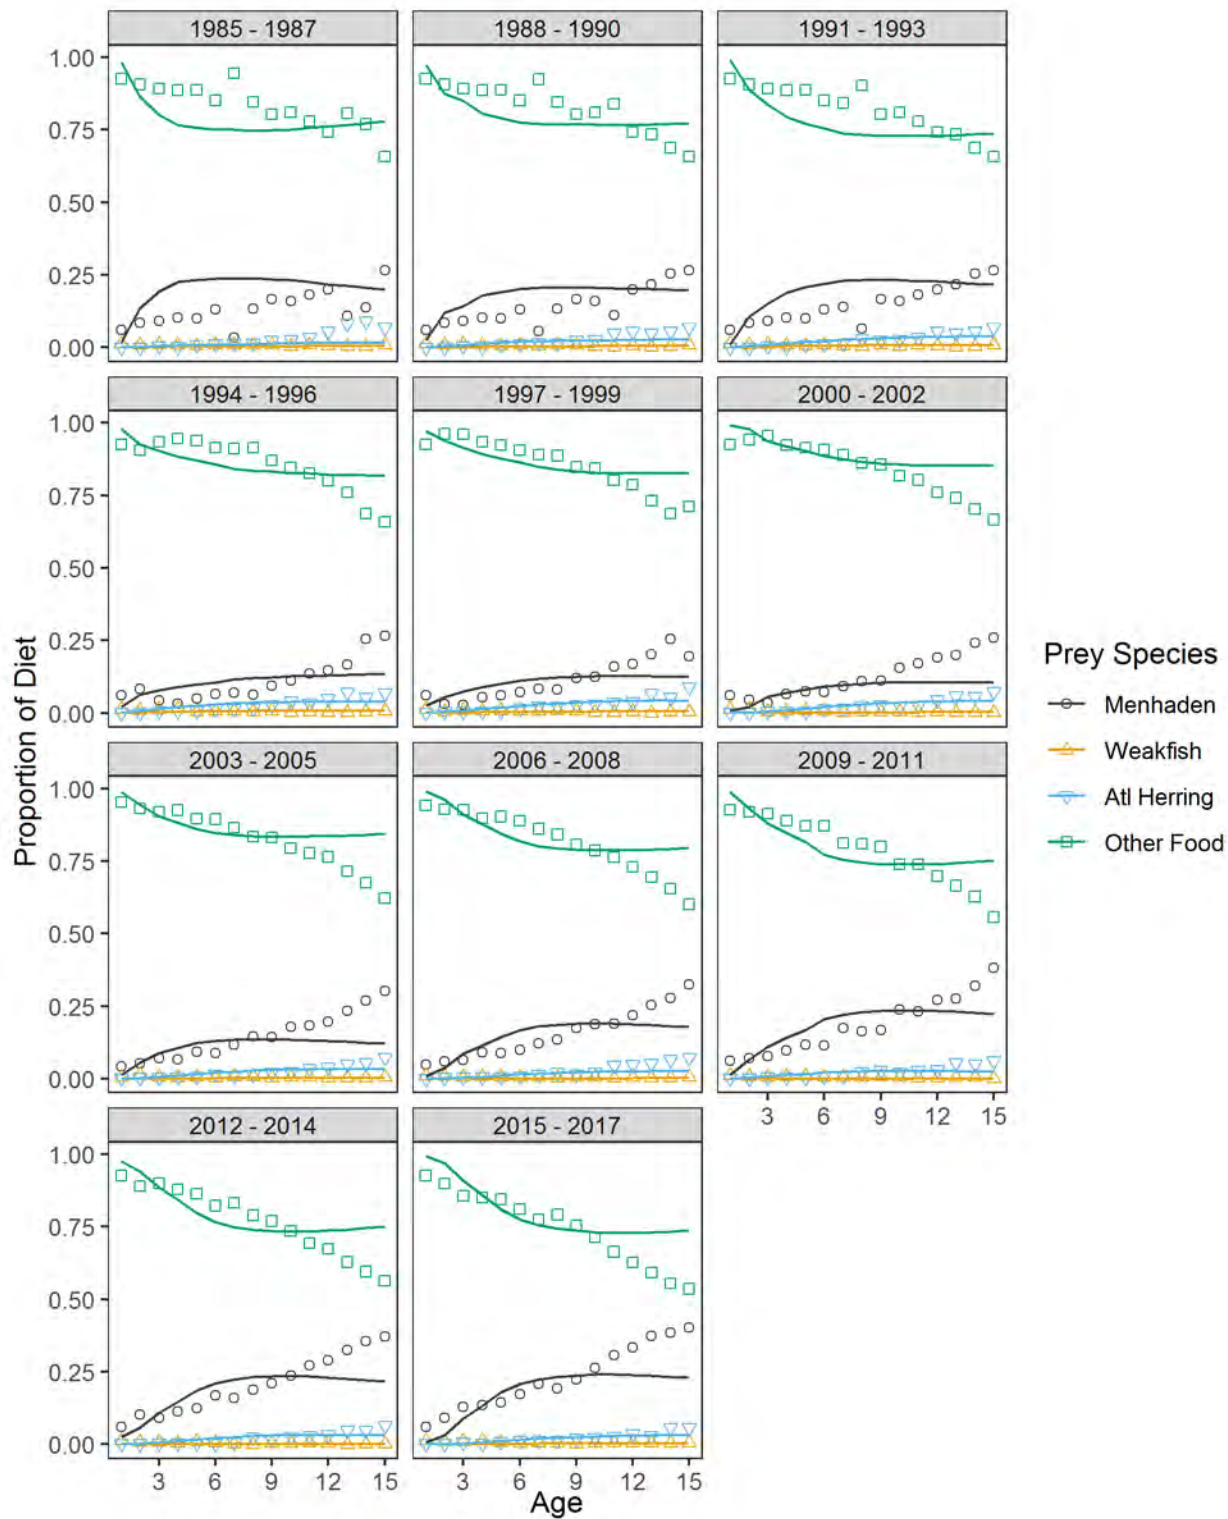 1985 - 1987
1988 - 1990
1991 - 1993
1.00
0.75
0.50
0.25
0.00
1994 - 1996
1997 - 1999
2000 - 2002
1.00
0.75
0.50
0.25
0.00
2003 - 2005
2006 - 2008
2009 - 2011
1.00
0.75
0.50
0.25
0.00
3 6 9 12 15
2012 - 2014
2015 - 2017
1.00
0.75
0.50
0.25
0.00
3 6 9 12 15
3 6 9 12 15
Age
Proportion of Diet
Prey Species
Menhaden
Weakfish
Atl Herring
Other Food